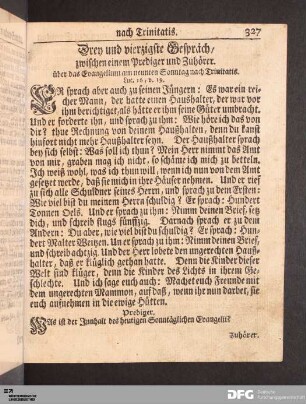 nach Trinitatis.
327
Drey und vierzigste Gespräch/
zwischen einem Prediger und Zuhörer.
über das Evangelium am neunten Sonntag nach Trinitatis.
Luc. 16. v. 19.
ER sprach aber auch zu seinen Jüngern: Es war ein rei-
cher Mann, der hatte einen Haushalter, der war vor
ihm berüchtiget/ als hätte er ihm seine Güter umbracht.
Und er forderte ihn, und sprach zu ihm: Wie höre ich das von
dir? thue Rechnung von deinem Haußhalten, denn du kanst
hinfort nicht mehr Haußhalter seyn. Der Haußhalter sprach
bey sich selbst: Was soll ich thun? Mein Herr nimmt das Amt
von mir, graben mag ich nicht, so schäme ich mich zu betteln.
Ich weiß wohl, was ich thun will, wenn ich nun von dem Amt
gesetzet werde, daß sie mich in ihre Häuser nehmen. Und er rief
zu sich alle Schuldner seines Herrn, und sprach zu dem Ersten:
Wie viel bist du meinem Herrn schuldig? Er sprach: Hundert
Tonnen Oels. Und er sprach zu ihm: Nimm deinen Brief, setz
dich, und schreib flugs fünffzig. Darnach sprach er zu dem
Andern: Du aber, wie viel bist du schuldig? Er sprach: Hun-
dert Malter Weitzen. Un er sprach zu ihm: Nimm deinen Brief,
und schreib achtzig. Und der Herr lobete den ungerechten Hauß-
halter, daß er klüglich gethan hatte. Denn die Kinder dieser
Welt sind klüger, denn die Kinder des Lichts in ihrem Ge-
schlechte. Und ich sage euch auch: Machet euch Freunde mit
dem ungerechten Mammon, auf daß, wenn ihr nun darbet, sie
euch aufnehmen in die ewige Hütten.
Prediger.
WAs ist der Innhalt des heutigen Sonntäglichen Evangelii?
Zuhörer.
DFG Deutsche
Forschungsgemeinschaft